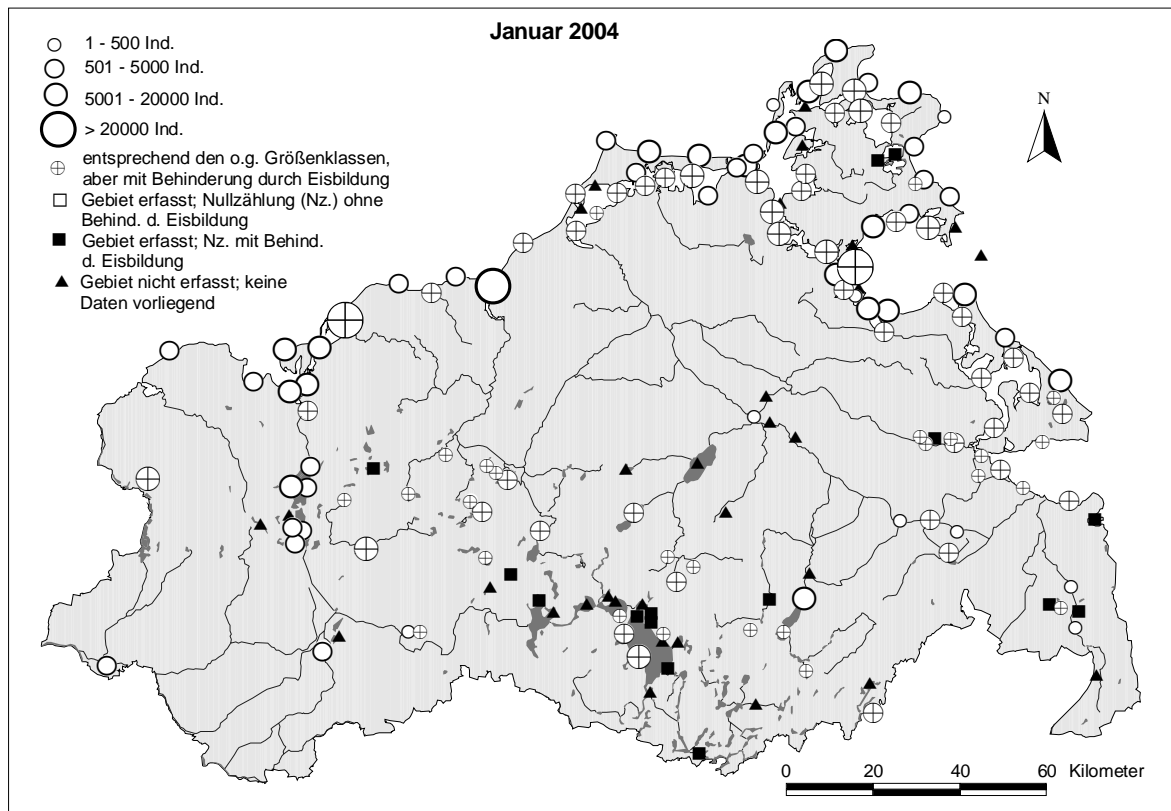 Januar 2004
1 - 500 Ind.
501 - 5000 Ind.
5001 - 20000 Ind.
> 20000 Ind.
entsprechend den o.g. Größenklassen,
aber mit Behinderung durch Eisbildung
Gebiet erfasst; Nullzählung (Nz.) ohne
Behind. d. Eisbildung
Gebiet erfasst; Nz. mit Behind.
d. Eisbildung
Gebiet nicht erfasst; keine
Daten vorliegend
N
0 20 40 60 Kilometer